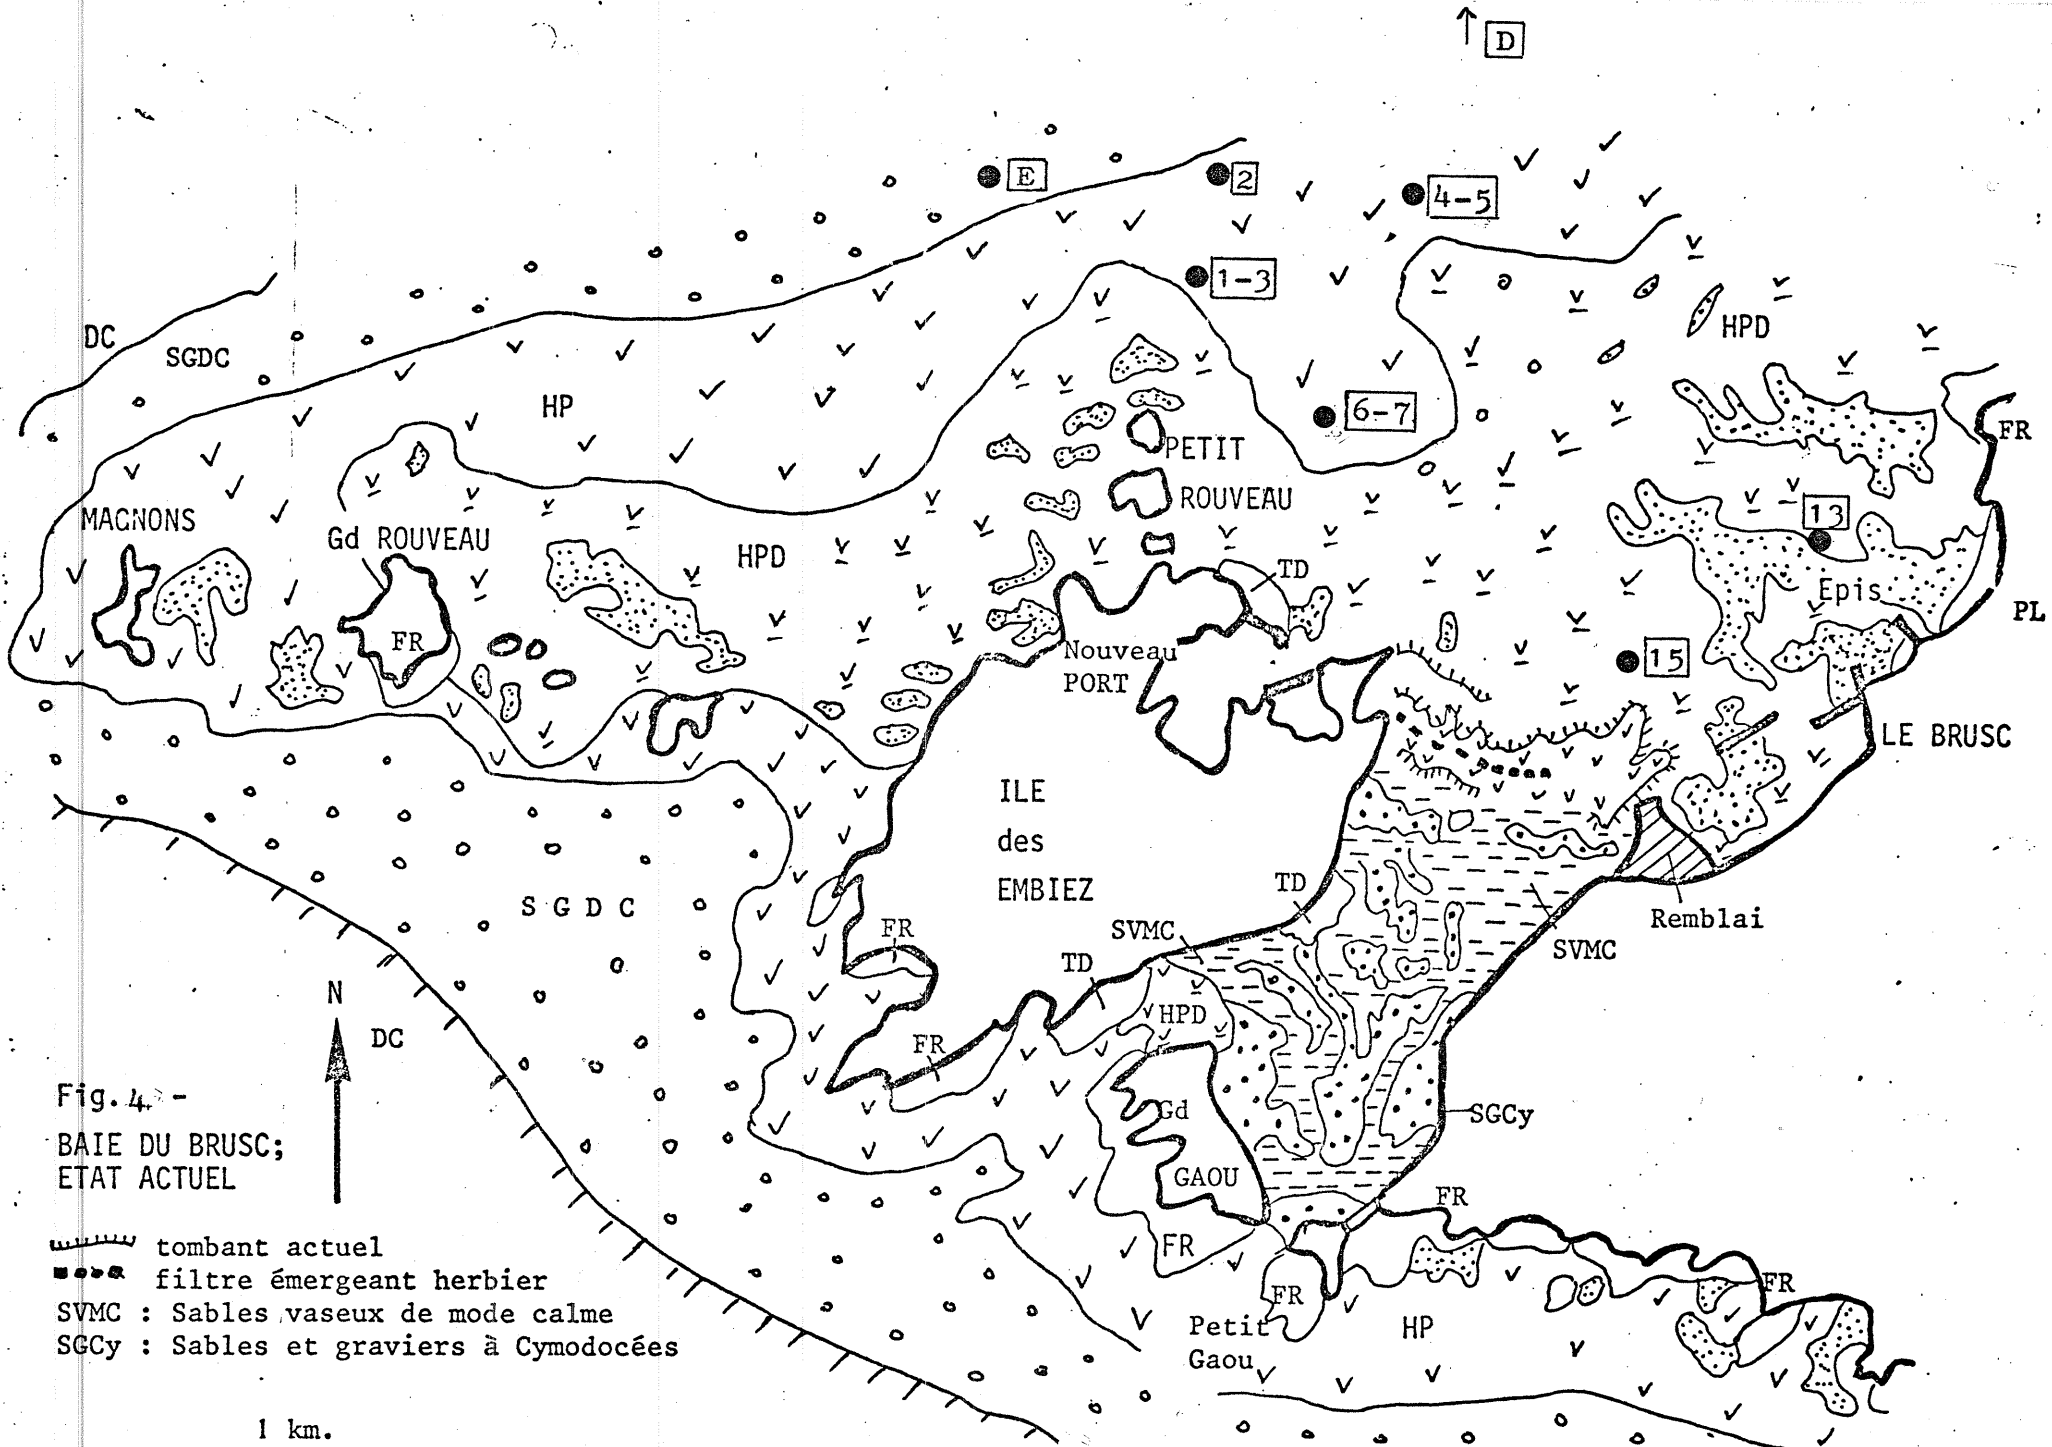 ↑ D
E
2
4-5
1-3
DC
SGDC
HPD
HP
6-7
PETIT
FR
ROUVEAU
MAGNONS
13
Gd ROUVEAU
HPD
TD
Epis
PL
FR
Nouveau
PORT
15
LE BRUSC
ILE
des
EMBIEZ
TD
SGDC
Remblai
FR
SVMC
SVMC
TD
N
HPD
DC
FR
Fig. 4 -
BAIE DU BRUSC;
ETAT ACTUEL
Gd
GAOU
SGCy
FR
FR
FR
FR
Petit
Gaou
HP
tombant actuel
filtre émergeant herbier
SVMC : Sables vaseux de mode calme
SGCy : Sables et graviers à Cymodocées
1 km.